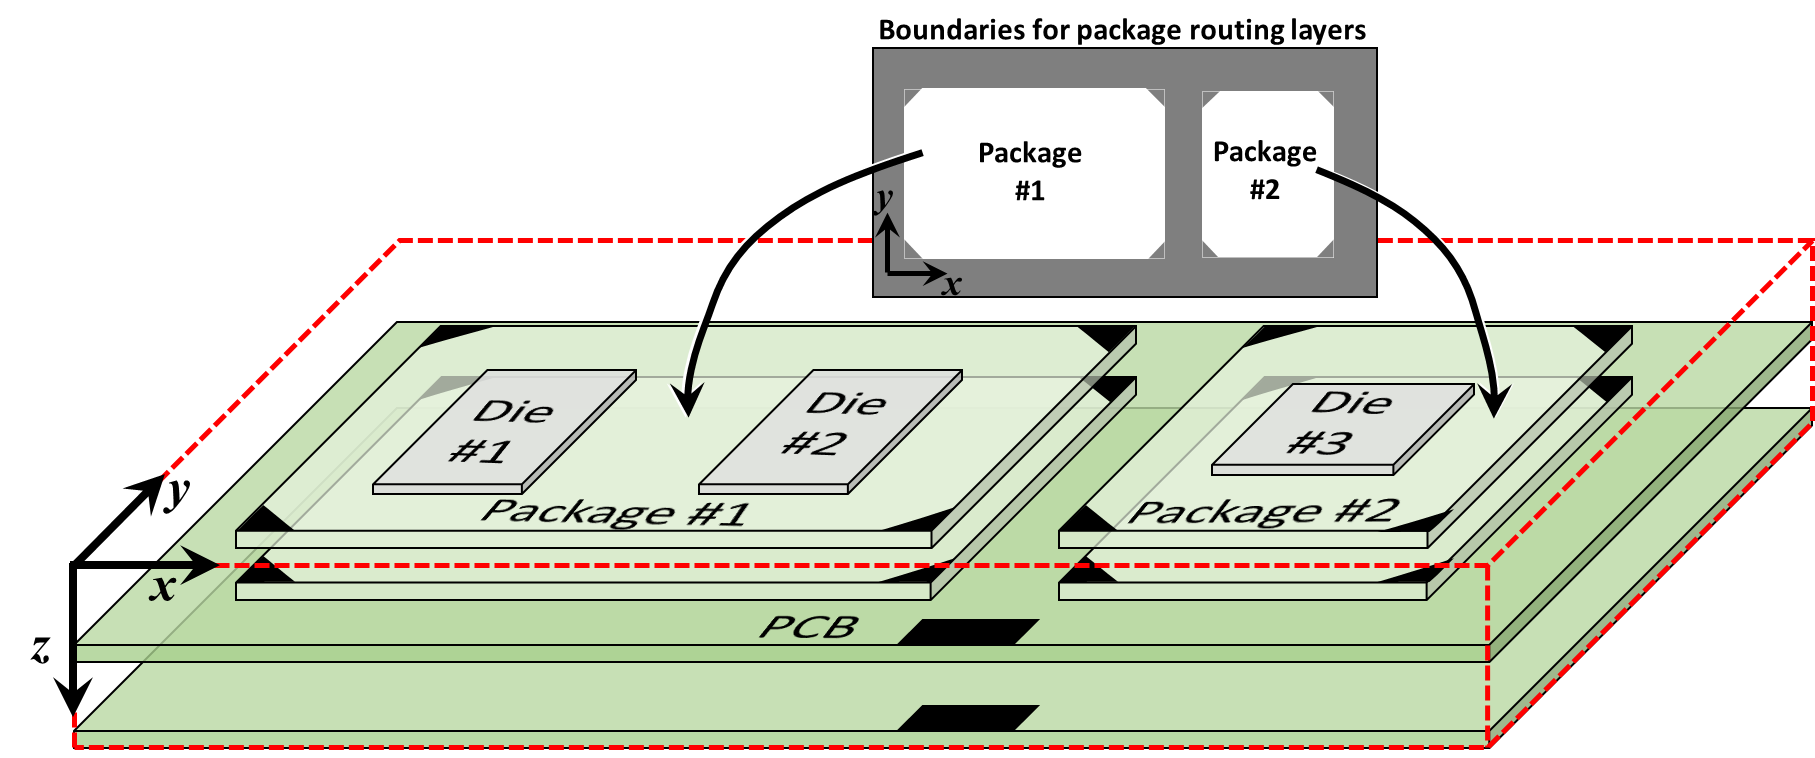 Boundaries for package routing layers
Package
#1
Package
#2
y
x
Die
#1
Die
#2
Die
#3
Package #1
Package #2
y
x
z
PCB